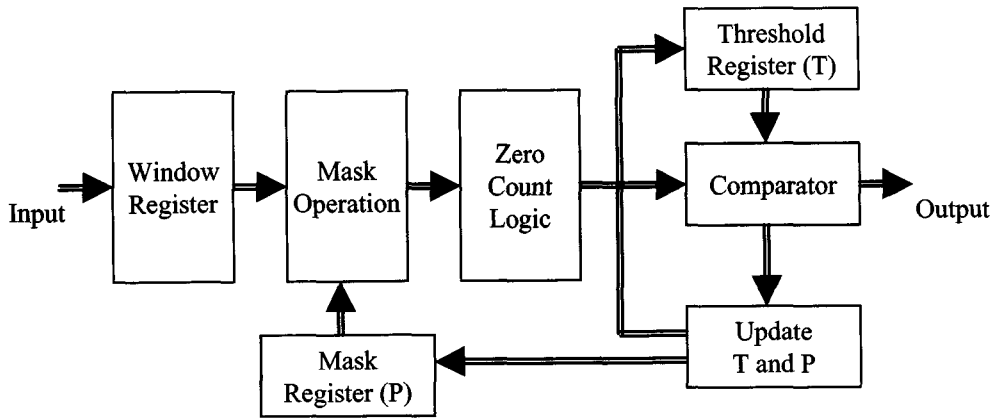 Input
Window
Register
Mask
Operation
Zero
Count
Logic
Threshold
Register (T)
Comparator
Output
Update
T and P
Mask
Register (P)